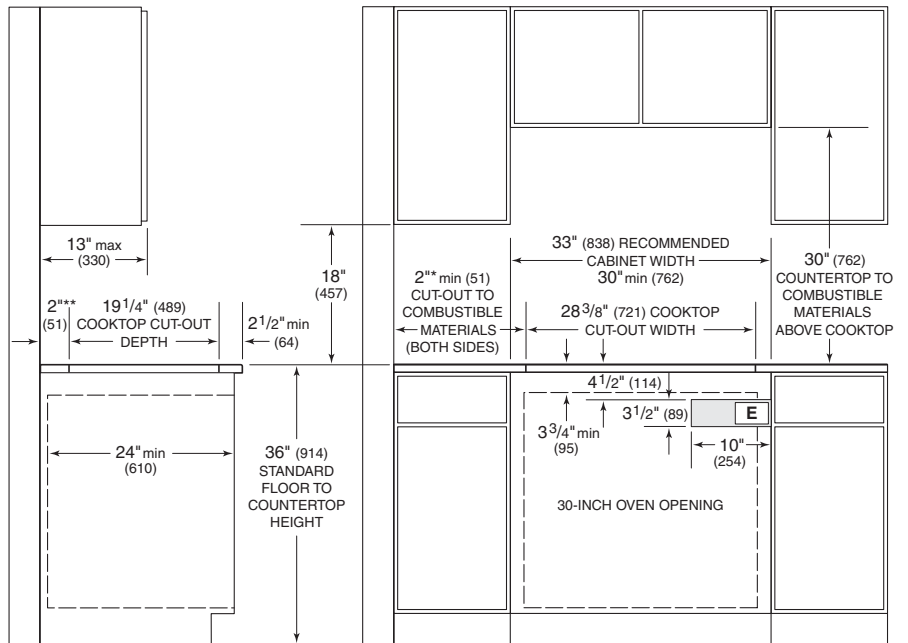 13" max
(330)
18"
(457)
2"**
(51)
19 1/4" (489)
COOKTOP CUT-OUT
DEPTH
2 1/2" min
(64)
24" min
(610)
36" (914)
STANDARD
FLOOR TO
COUNTERTOP
HEIGHT
33" (838) RECOMMENDED
CABINET WIDTH
30" min (762)
2"* min (51)
CUT-OUT TO
COMBUSTIBLE
MATERIALS
(BOTH SIDES)
28 3/8" (721) COOKTOP
CUT-OUT WIDTH
30" (762)
COUNTERTOP TO
COMBUSTIBLE
MATERIALS
ABOVE COOKTOP
4 1/2" (114)
3 1/2" (89)
E
3 3/4" min
(95)
10"
(254)
30-INCH OVEN OPENING